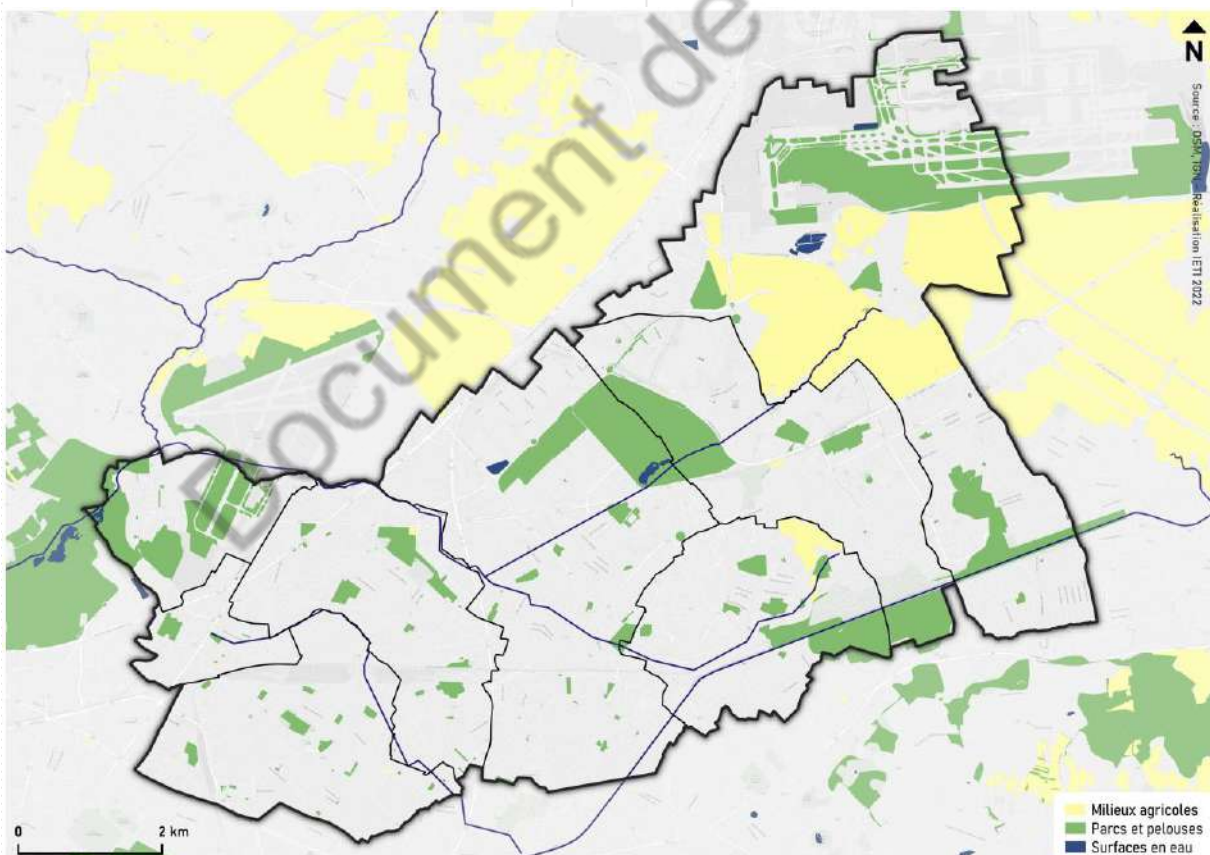 Document de
N
Source : OSM, IGN - Réalisation IETI 2022
0 2 km
Milieux agricoles
Parcs et pelouses
Surfaces en eau